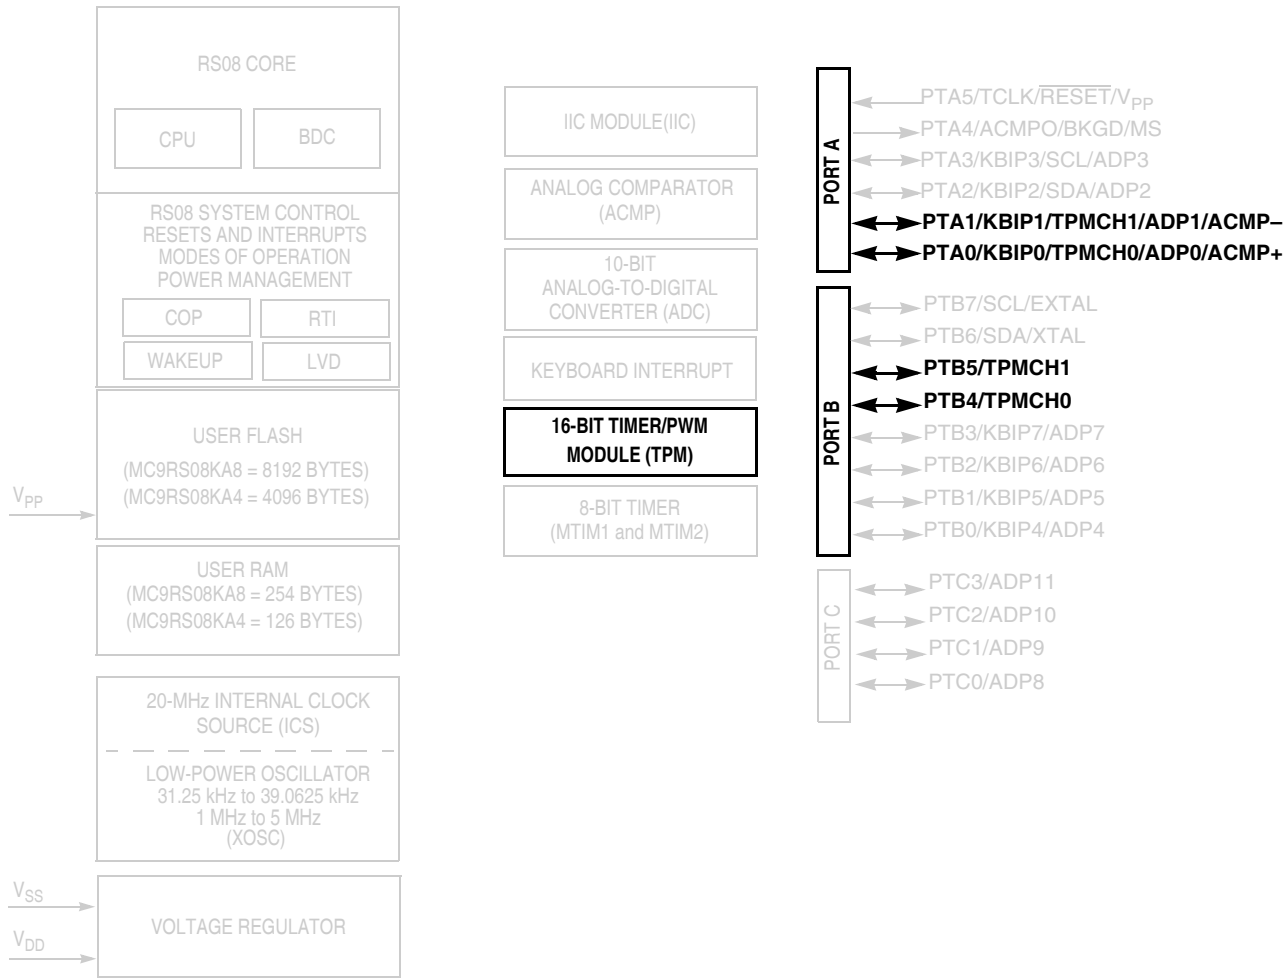 RS08 CORE
CPU
BDC
RS08 SYSTEM CONTROL
RESETS AND INTERRUPTS
MODES OF OPERATION
POWER MANAGEMENT
COP
RTI
WAKEUP
LVD
USER FLASH
(MC9RS08KA8 = 8192 BYTES)
(MC9RS08KA4 = 4096 BYTES)
VPP
USER RAM
(MC9RS08KA8 = 254 BYTES)
(MC9RS08KA4 = 126 BYTES)
20-MHz INTERNAL CLOCK
SOURCE (ICS)
LOW-POWER OSCILLATOR
31.25 kHz to 39.0625 kHz
1 MHz to 5 MHz
(XOSC)
VSS
VDD
VOLTAGE REGULATOR
IIC MODULE(IIC)
ANALOG COMPARATOR
(ACMP)
10-BIT
ANALOG-TO-DIGITAL
CONVERTER (ADC)
KEYBOARD INTERRUPT
16-BIT TIMER/PWM
MODULE (TPM)
8-BIT TIMER
(MTIM1 and MTIM2)
PORT A
PTA5/TCLK/RESET/VPP
PTA4/ACMPO/BKGD/MS
PTA3/KBIP3/SCL/ADP3
PTA2/KBIP2/SDA/ADP2
PTA1/KBIP1/TPMCH1/ADP1/ACMP–
PTA0/KBIP0/TPMCH0/ADP0/ACMP+
PORT B
PTB7/SCL/EXTAL
PTB6/SDA/XTAL
PTB5/TPMCH1
PTB4/TPMCH0
PTB3/KBIP7/ADP7
PTB2/KBIP6/ADP6
PTB1/KBIP5/ADP5
PTB0/KBIP4/ADP4
PORT C
PTC3/ADP11
PTC2/ADP10
PTC1/ADP9
PTC0/ADP8